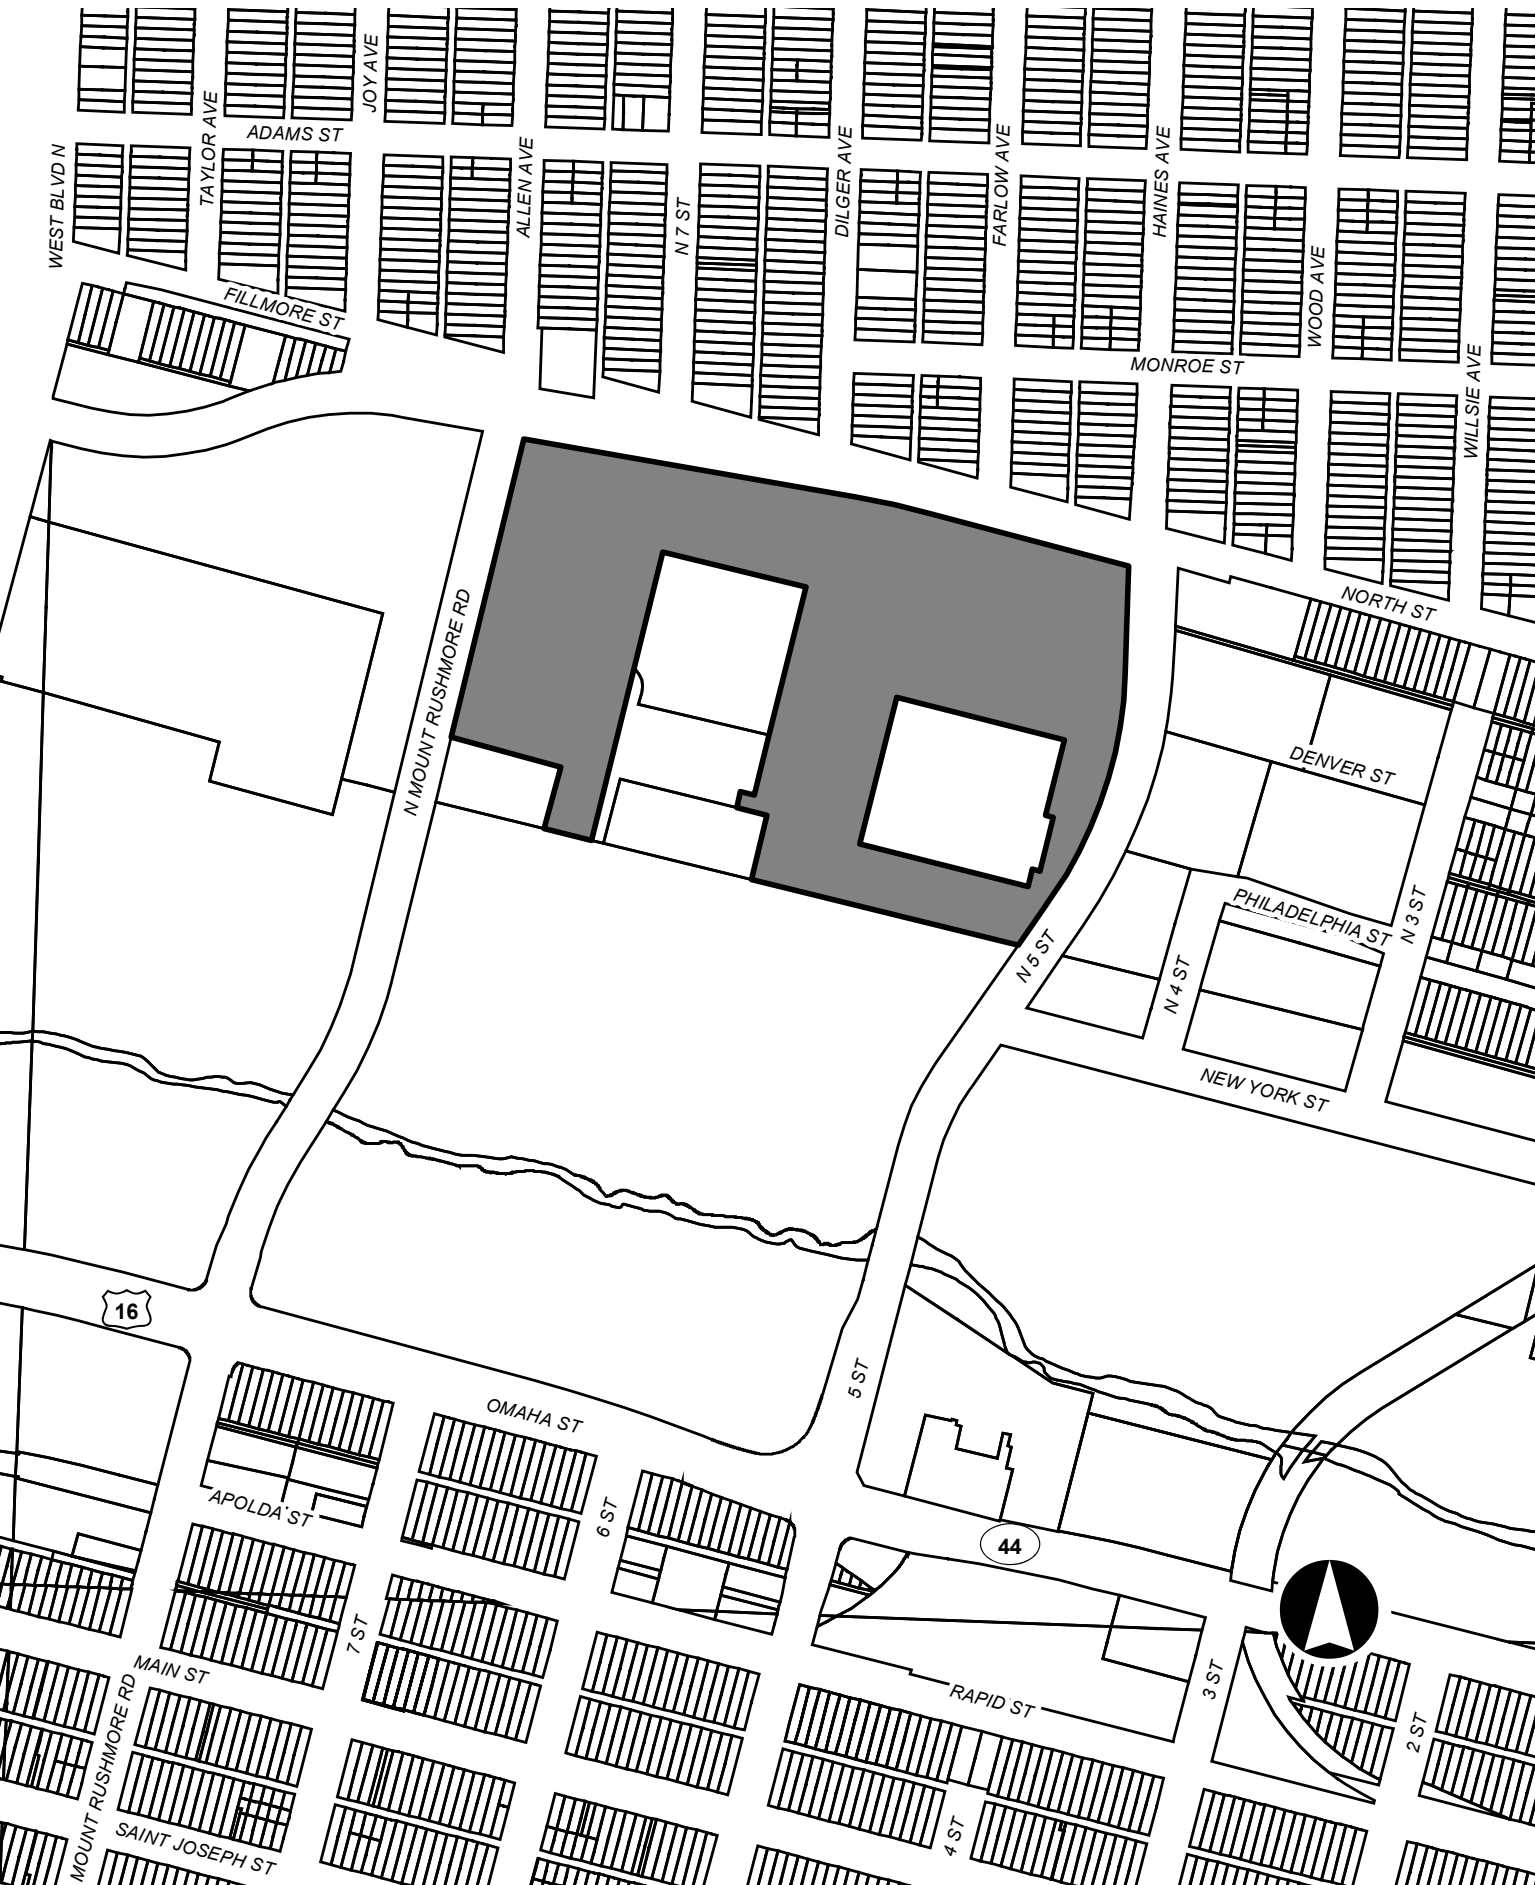 JOY AVE
ADAMS ST
TAYLOR AVE
WEST BLVD N
ALLEN AVE
N 7 ST
DILGER AVE
FARLOW AVE
HAINES AVE
WOOD AVE
FILLMORE ST
MONROE ST
WILLSIE AVE
NORTH ST
N MOUNT RUSHMORE RD
DENVER ST
PHILADELPHIA ST
N 3 ST
N 5 ST
N 4 ST
NEW YORK ST
16
5 ST
OMAHA ST
APOLDA ST
6 ST
44
7 ST
MAIN ST
3 ST
RAPID ST
2 ST
MOUNT RUSHMORE RD
SAINT JOSEPH ST
4 ST